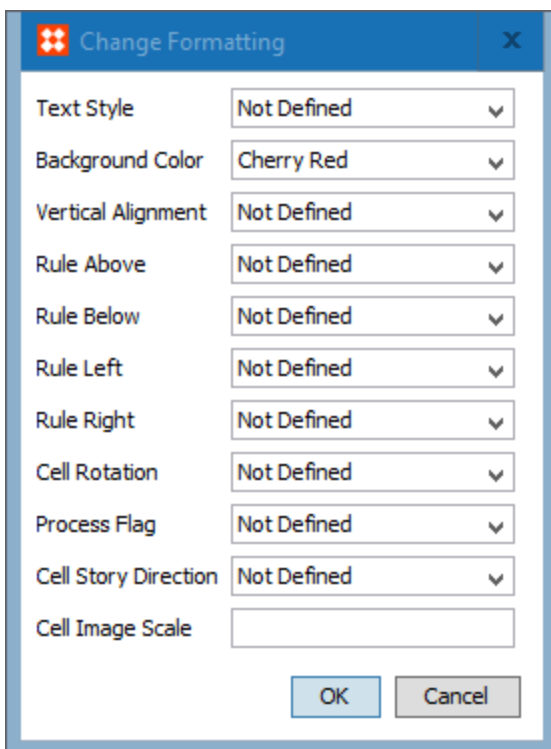 Change Formatting
Text Style Not Defined
Background Color Cherry Red
Vertical Alignment Not Defined
Rule Above Not Defined
Rule Below Not Defined
Rule Left Not Defined
Rule Right Not Defined
Cell Rotation Not Defined
Process Flag Not Defined
Cell Story Direction Not Defined
Cell Image Scale
OK Cancel